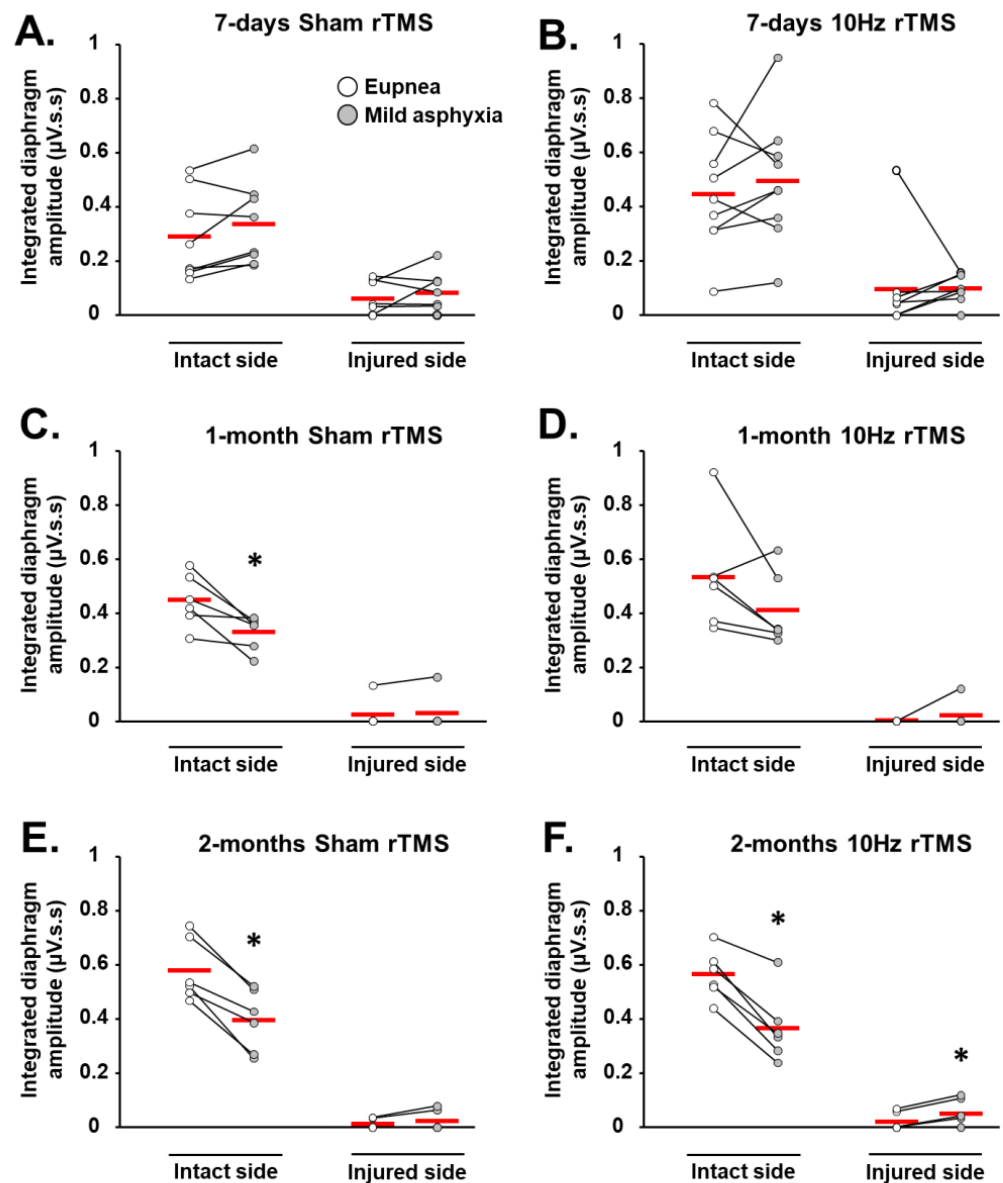 A.
7-days Sham rTMS
Integrated diaphragm
amplitude (µV.s.s)
1
0.8
0.6
0.4
0.2
0
Eupnea
Mild asphyxia
Intact side
Injured side
B.
7-days 10Hz rTMS
Integrated diaphragm
amplitude (µV.s.s)
1
0.8
0.6
0.4
0.2
0
Intact side
Injured side
C.
1-month Sham rTMS
Integrated diaphragm
amplitude (µV.s.s)
1
0.8
0.6
0.4
0.2
0
*
Intact side
Injured side
D.
1-month 10Hz rTMS
Integrated diaphragm
amplitude (µV.s.s)
1
0.8
0.6
0.4
0.2
0
Intact side
Injured side
E.
2-months Sham rTMS
Integrated diaphragm
amplitude (µV.s.s)
1
0.8
0.6
0.4
0.2
0
*
Intact side
Injured side
F.
2-months 10Hz rTMS
Integrated diaphragm
amplitude (µV.s.s)
1
0.8
0.6
0.4
0.2
0
*
*
Intact side
Injured side